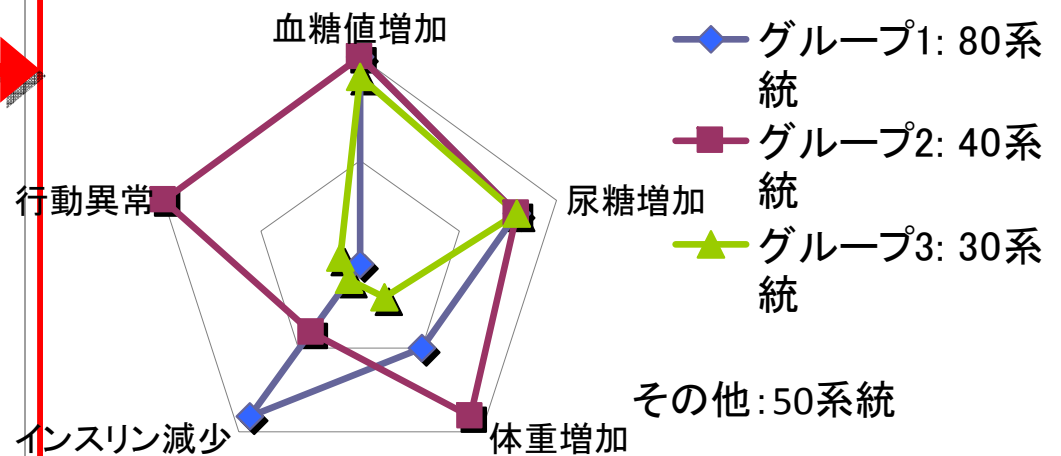 血糖値増加
グループ1: 80系
統
グループ2: 40系
統
行動異常
尿糖増加
グループ3: 30系
統
その他:50系統
インスリン減少
体重増加